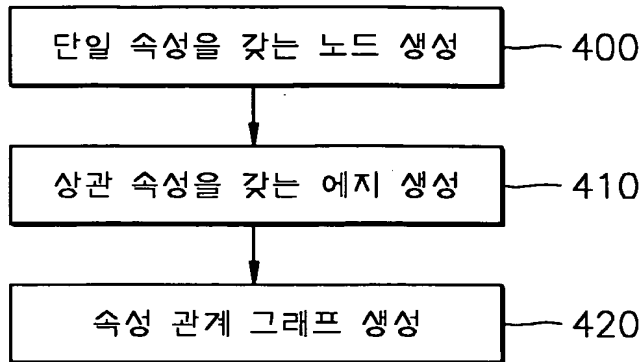 단일 속성을 갖는 노드 생성 400
상관 속성을 갖는 에지 생성 410
속성 관계 그래프 생성 420